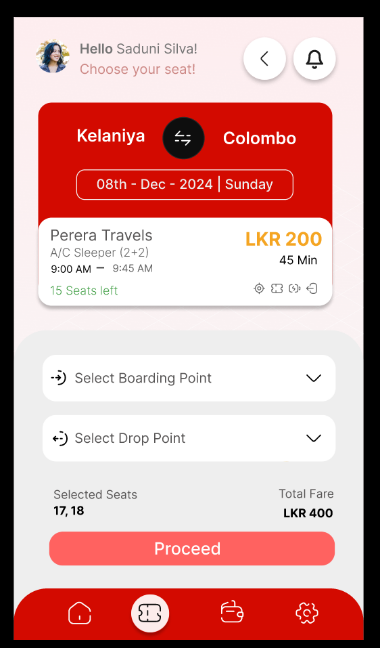 Hello Saduni Silva!
Choose your seat!
Kelaniya Colombo
08th - Dec - 2024 | Sunday
Perera Travels LKR 200
A/C Sleeper (2+2) 45 Min
9:00 AM – 9:45 AM
15 Seats left
Select Boarding Point
Select Drop Point
Selected Seats Total Fare
17, 18 LKR 400
Proceed